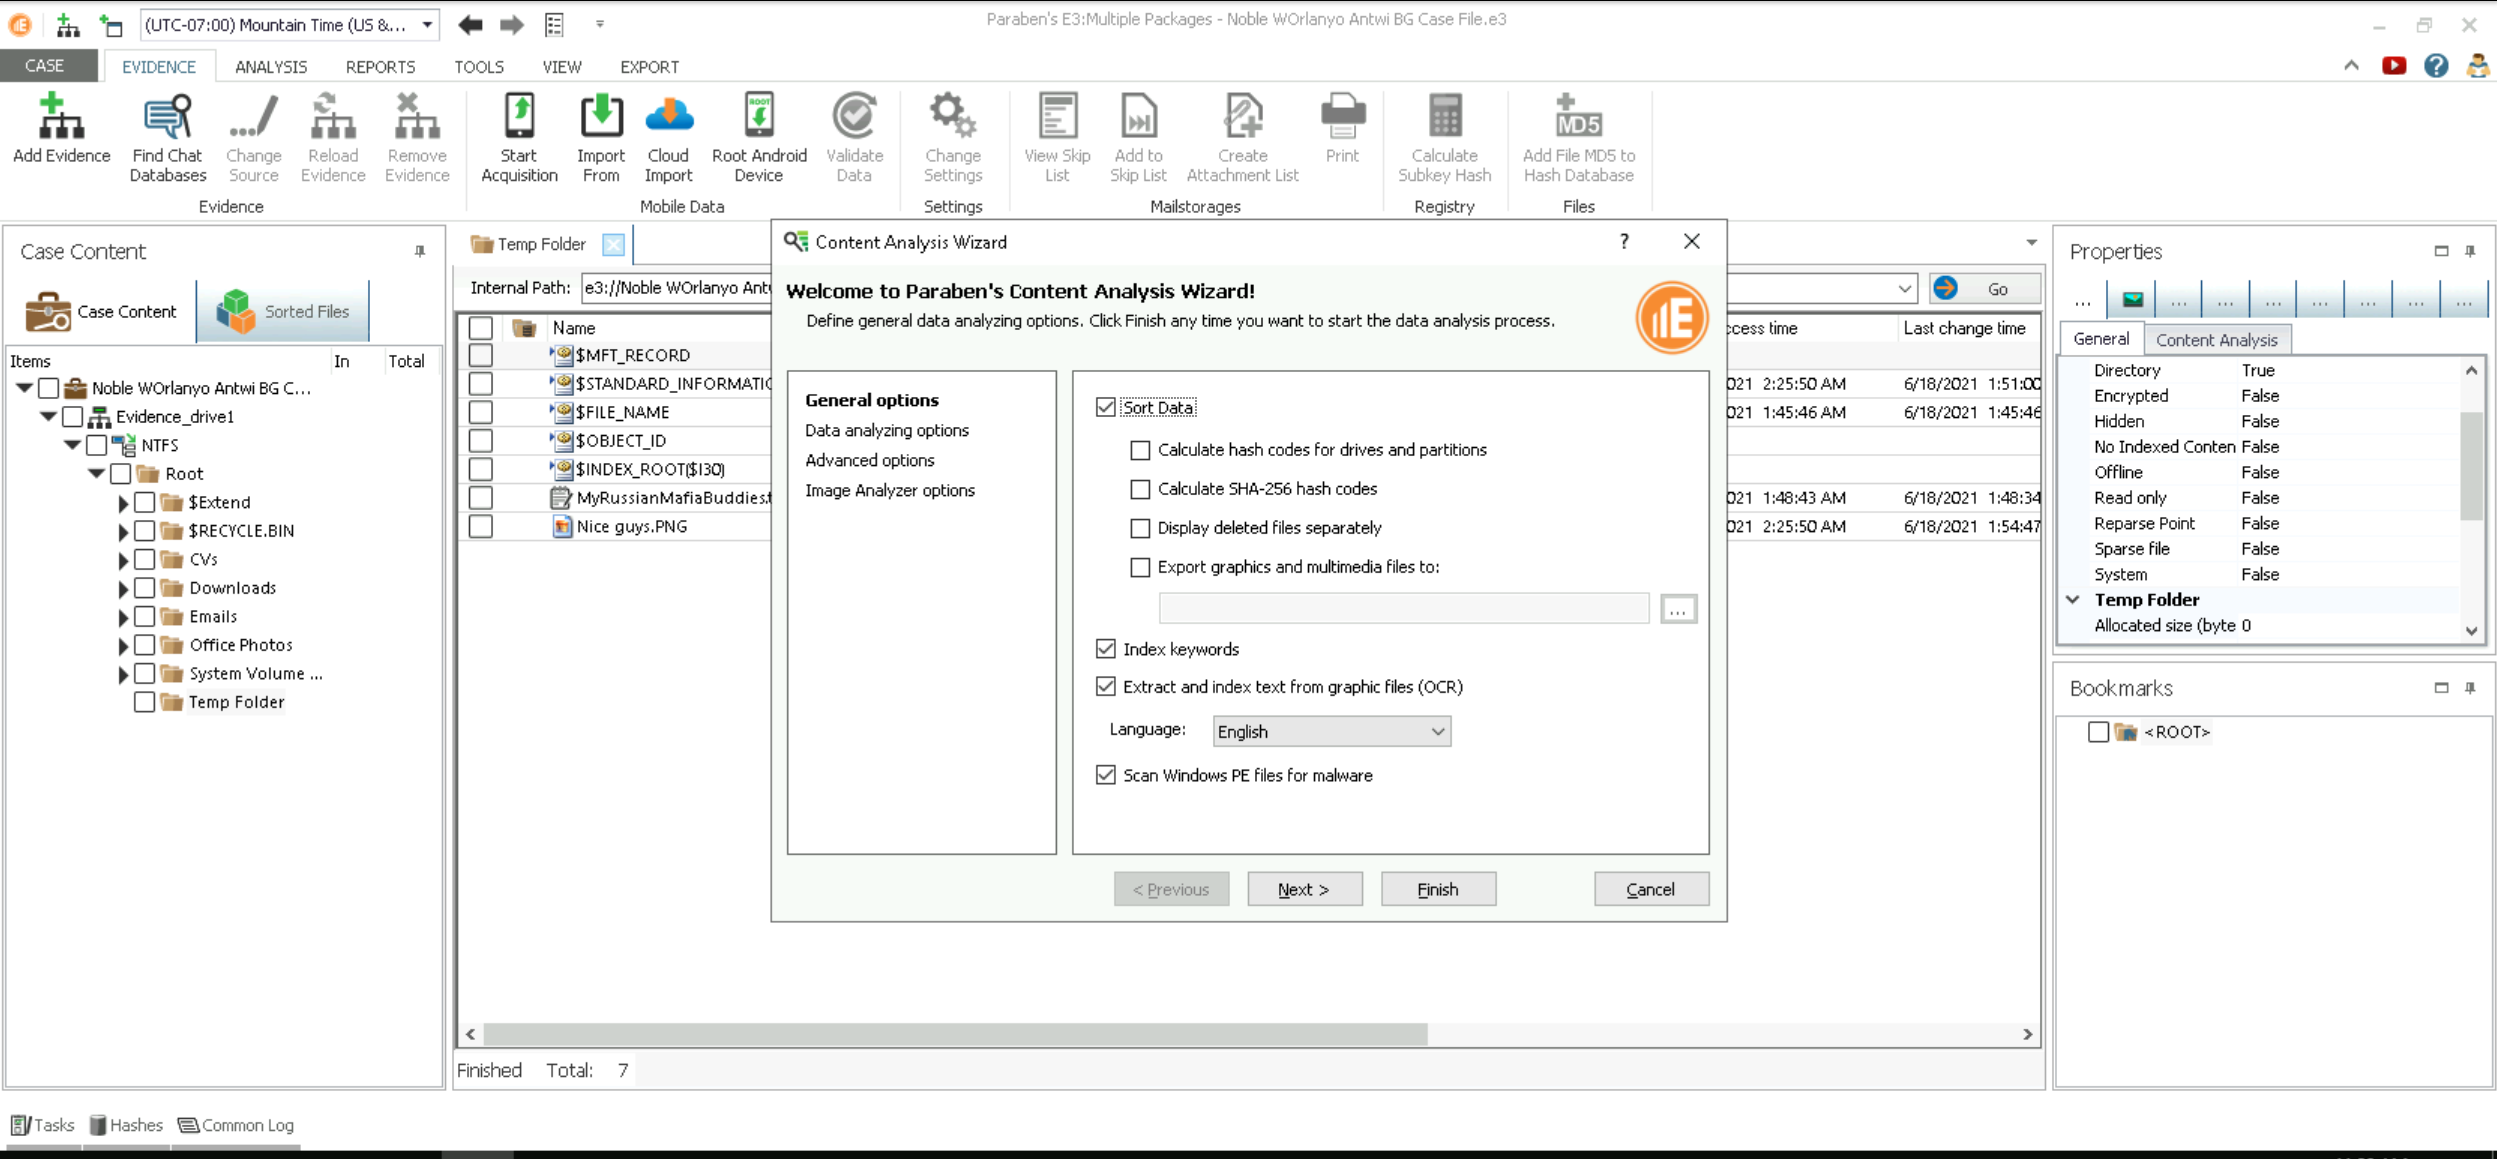 (UTC-07:00) Mountain Time (US &...
Paraben's E3:Multiple Packages - Noble WOrlanyo Antwi BG Case File.e3
CASE
EVIDENCE
ANALYSIS
REPORTS
TOOLS
VIEW
EXPORT
Add Evidence
Find Chat Databases
Change Source
Reload Evidence
Remove Evidence
Evidence
Start Acquisition
Import From
Cloud Import
ROOT
Root Android Device
Validate Data
Mobile Data
Change Settings
Settings
View Skip List
Add to Skip List
Create Attachment List
Print
Mailstorages
Calculate Subkey Hash
Registry
MD5
Add File MD5 to Hash Database
Files
Case Content
Case Content
Sorted Files
Items In Total
Noble WOrlanyo Antwi BG C...
Evidence_drive1
NTFS
Root
$Extend
$RECYCLE.BIN
CVs
Downloads
Emails
Office Photos
System Volume ...
Temp Folder
Temp Folder
Internal Path: e3://Noble WOrlanyo Ant
Go
Name
ccess time
Last change time
$MFT_RECORD
$STANDARD_INFORMATIO
021 2:25:50 AM 6/18/2021 1:51:00
$FILE_NAME
021 1:45:46 AM 6/18/2021 1:45:46
$OBJECT_ID
$INDEX_ROOT($I30)
MyRussianMafiaBuddies.t
021 1:48:43 AM 6/18/2021 1:48:34
Nice guys.PNG
021 2:25:50 AM 6/18/2021 1:54:47
Finished Total: 7
Content Analysis Wizard
?
Welcome to Paraben's Content Analysis Wizard!
Define general data analyzing options. Click Finish any time you want to start the data analysis process.
General options
Data analyzing options
Advanced options
Image Analyzer options
Sort Data
Calculate hash codes for drives and partitions
Calculate SHA-256 hash codes
Display deleted files separately
Export graphics and multimedia files to:
...
Index keywords
Extract and index text from graphic files (OCR)
Language: English
Scan Windows PE files for malware
< Previous
Next >
Finish
Cancel
Properties
... ... ... ... ... ... ... ...
General
Content Analysis
Directory True
Encrypted False
Hidden False
No Indexed Conten False
Offline False
Read only False
Reparse Point False
Sparse file False
System False
Temp Folder
Allocated size (byte 0
Bookmarks
<ROOT>
Tasks
Hashes
Common Log